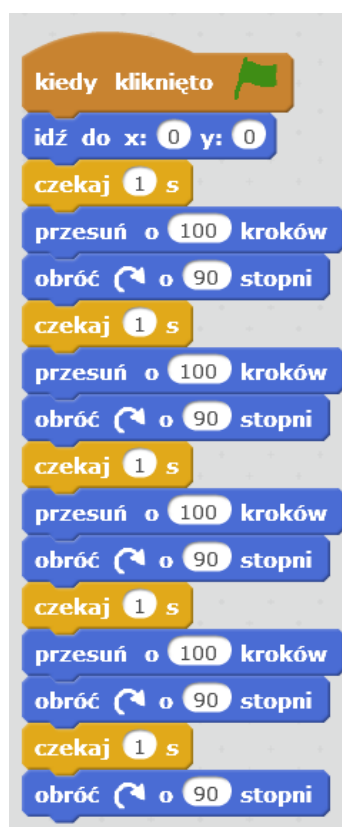 kiedy kliknięto
idź do x: 0 y: 0
czekaj 1 s
przesuń o 100 kroków
obróć o 90 stopni
czekaj 1 s
przesuń o 100 kroków
obróć o 90 stopni
czekaj 1 s
przesuń o 100 kroków
obróć o 90 stopni
czekaj 1 s
przesuń o 100 kroków
obróć o 90 stopni
czekaj 1 s
obróć o 90 stopni